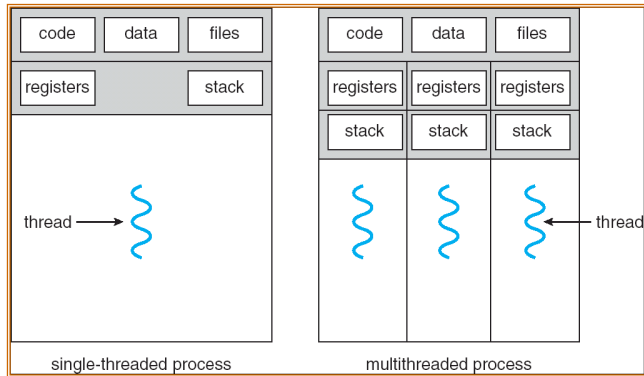 code data files
registers stack
thread
single-threaded process
code data files
registers registers registers
stack stack stack
thread
multithreaded process